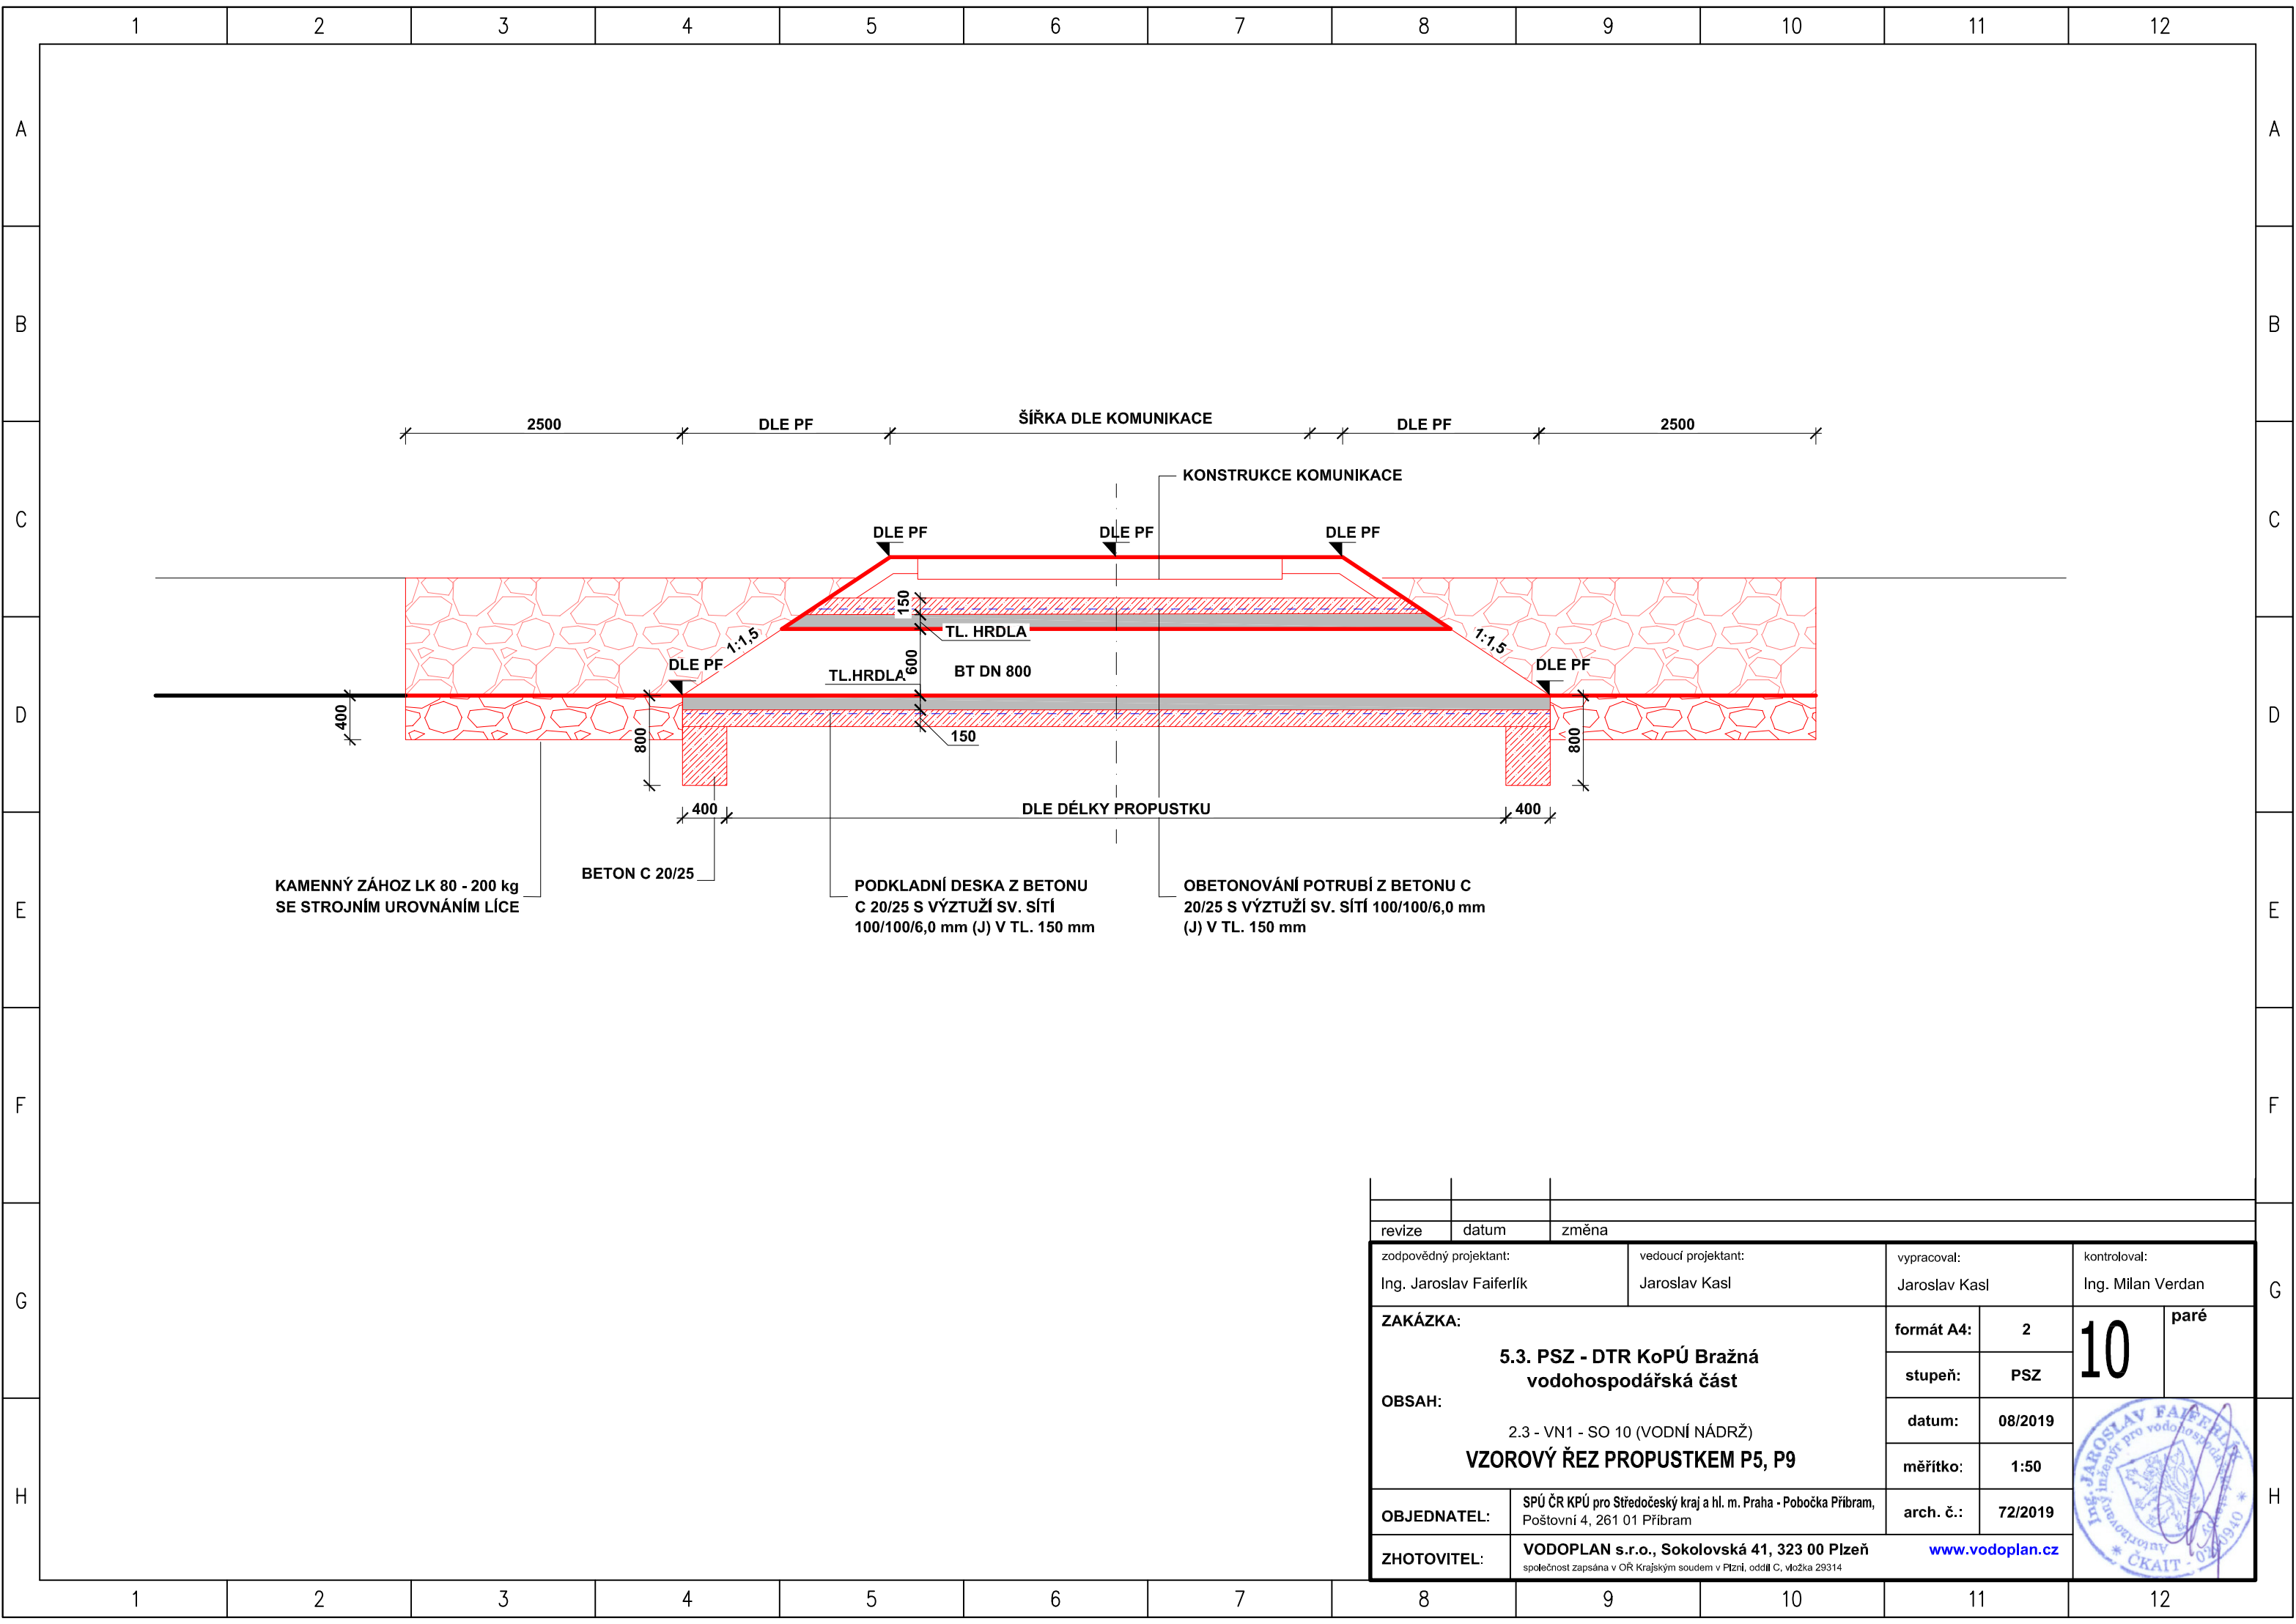 1 2 3 4 5 6 7 8 9 10 11 12
A A
B B
C C
D D
E E
F F
G G
H H
2500 DLE PF ŠÍŘKA DLE KOMUNIKACE DLE PF 2500
KONSTRUKCE KOMUNIKACE
DLE PF DLE PF DLE PF
150
TL. HRDLA
1:1,5 1:1,5
600
DLE PF DLE PF
TL.HRDLA BT DN 800
400
800 800
150
400 DLE DÉLKY PROPUSTKU 400
BETON C 20/25
KAMENNÝ ZÁHOZ LK 80 - 200 kg
SE STROJNÍM UROVNÁNÍM LÍCE
PODKLADNÍ DESKA Z BETONU
C 20/25 S VÝZTUŽÍ SV. SÍTÍ
100/100/6,0 mm (J) V TL. 150 mm
OBETONOVÁNÍ POTRUBÍ Z BETONU C
20/25 S VÝZTUŽÍ SV. SÍTÍ 100/100/6,0 mm
(J) V TL. 150 mm
revize datum změna
zodpovědný projektant: vedoucí projektant: vypracoval: kontroloval:
Ing. Jaroslav Faiferlík Jaroslav Kasl Jaroslav Kasl Ing. Milan Verdan
ZAKÁZKA:
5.3. PSZ - DTR KoPÚ Bražná
vodohospodářská část
OBSAH:
2.3 - VN1 - SO 10 (VODNÍ NÁDRŽ)
VZOROVÝ ŘEZ PROPUSTKEM P5, P9
formát A4: 2
stupeň: PSZ
datum: 08/2019
měřítko: 1:50
arch. č.: 72/2019
10 paré
OBJEDNATEL: SPÚ ČR KPÚ pro Středočeský kraj a hl. m. Praha - Pobočka Příbram,
Poštovní 4, 261 01 Příbram
ZHOTOVITEL: VODOPLAN s.r.o., Sokolovská 41, 323 00 Plzeň
společnost zapsána v OŘ Krajským soudem v Plzni, oddíl C, vložka 29314
www.vodoplan.cz
Ing. JAROSLAV FAIFERLÍK
Autorizovaný inženýr pro vodohospodářské
ČKAIT
1 2 3 4 5 6 7 8 9 10 11 12